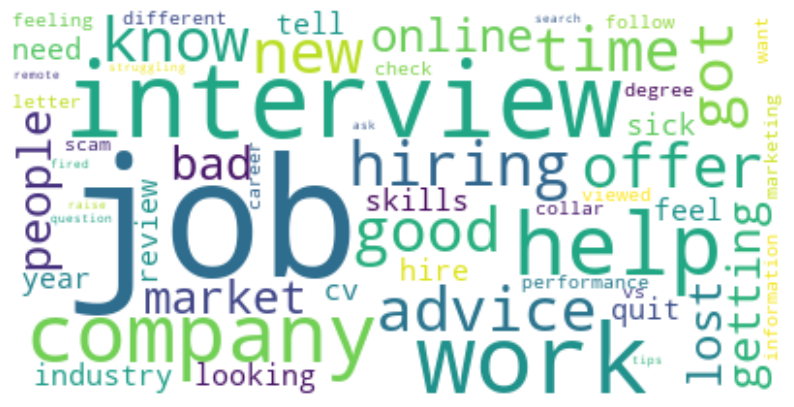 feeling
different
tell
search
follow
know
new
online
time
want
need
remote
struggling
check
got
letter
interview
degree
ask
sick
marketing
people
scam
bad
career
hiring
offer
fired
job
skills
viewed
raise
question
review
good
collar
feel
help
getting
information
year
hire
performance
market
cv
advice
vs
quit
lost
company
work
tips
industry
looking